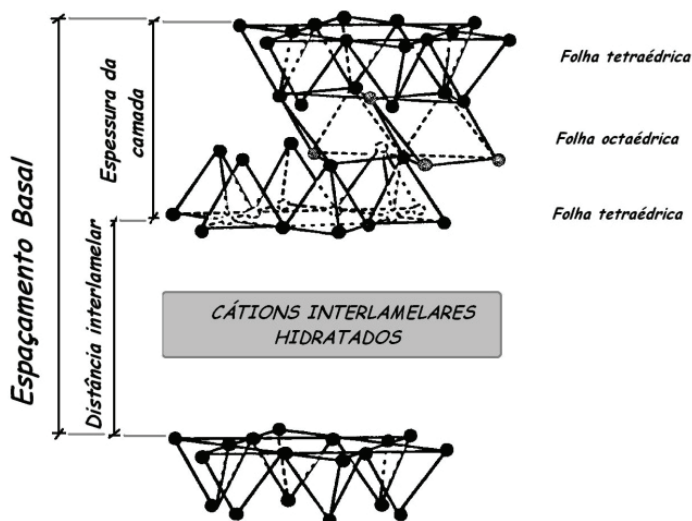 Espaçamento Basal
Espessura da
camada
Distância interlamelar
Folha tetraédrica
Folha octaédrica
Folha tetraédrica
CÁTIONS INTERLAMELARES
HIDRATADOS